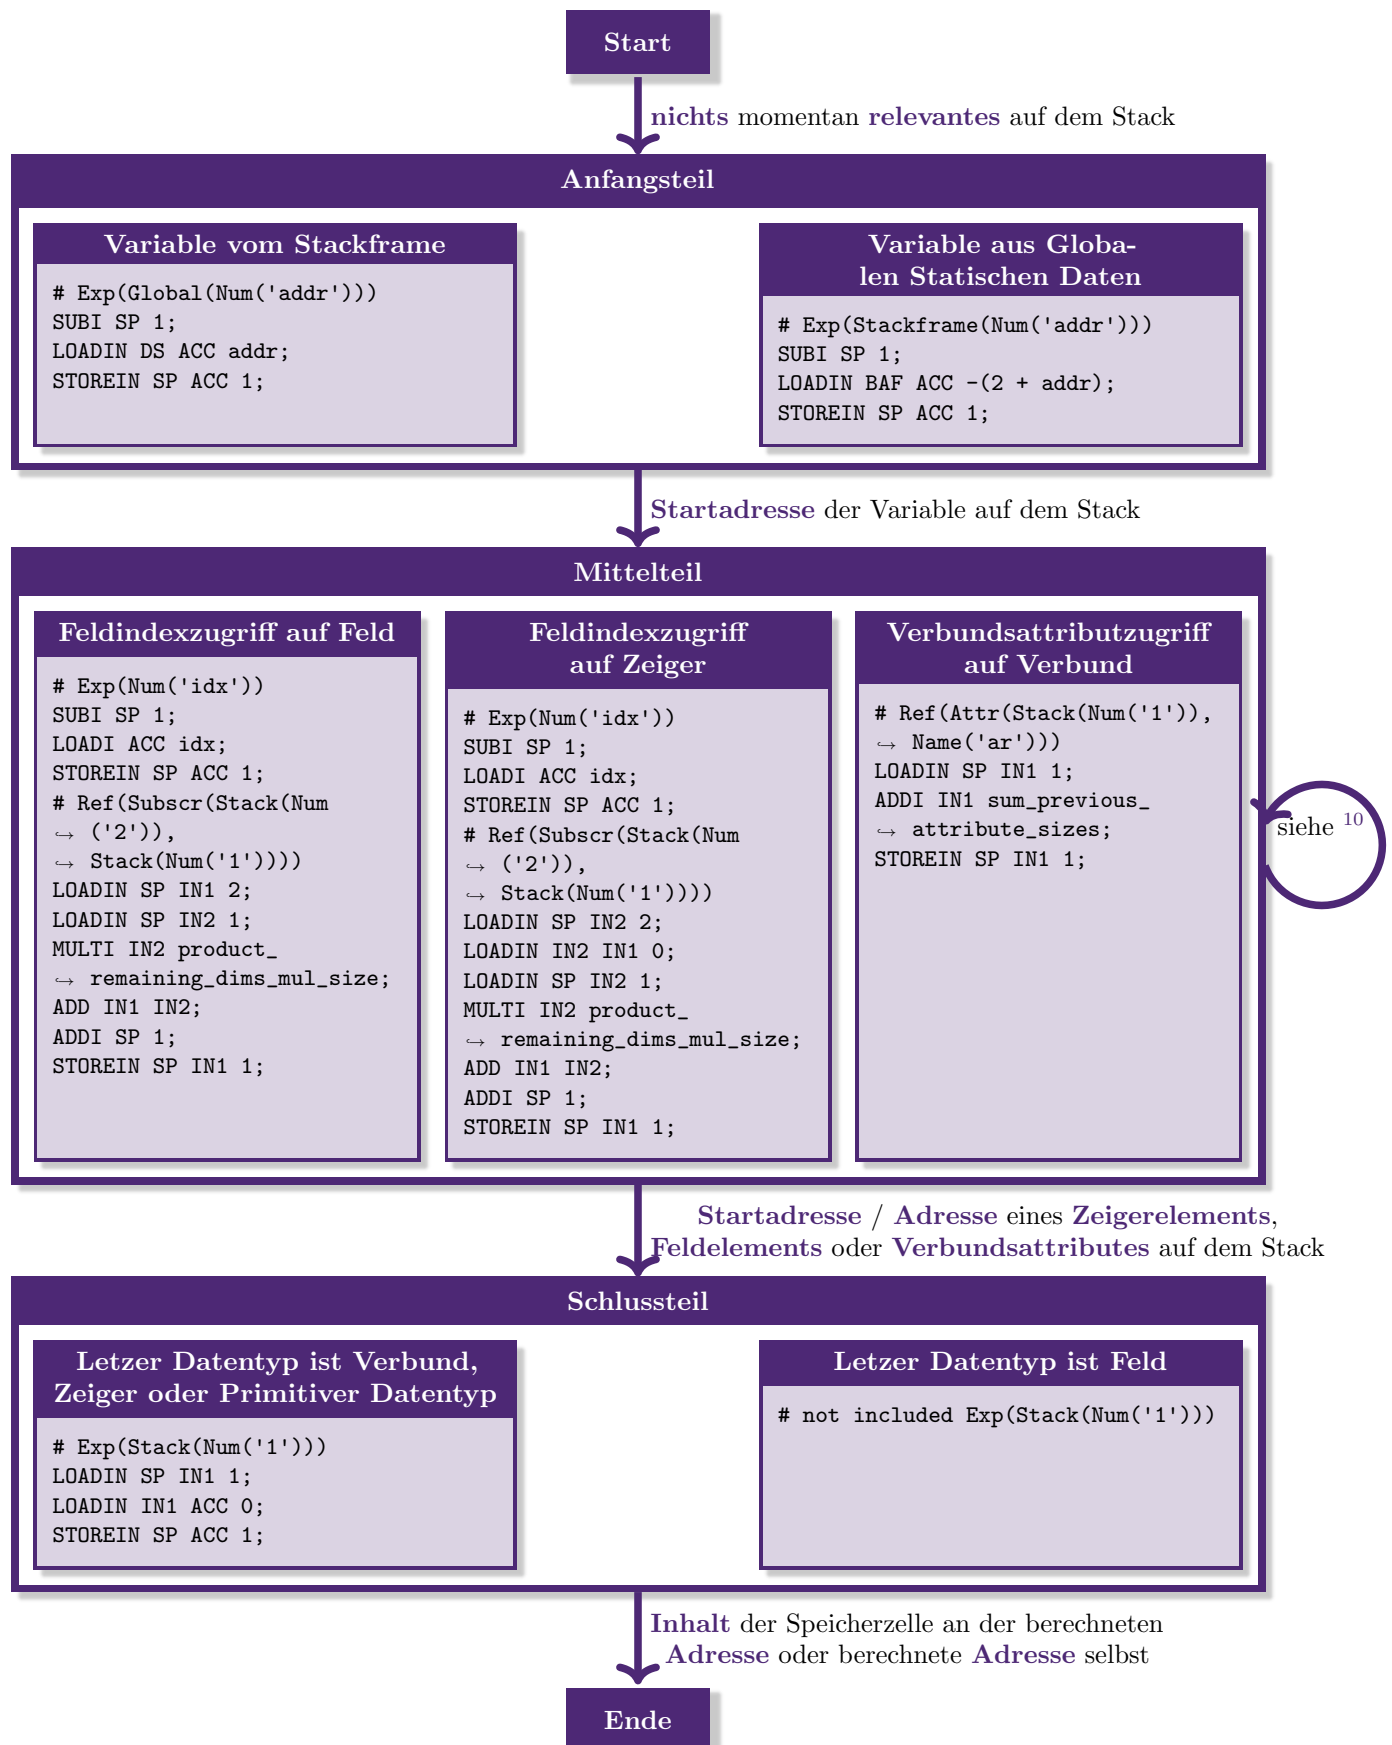 Start
nichts momentan relevantes auf dem Stack
Anfangsteil
Variable vom Stackframe
# Exp(Global(Num('addr')))
SUBI SP 1;
LOADIN DS ACC addr;
STOREIN SP ACC 1;
Variable aus Globa-
len Statischen Daten
# Exp(Stackframe(Num('addr')))
SUBI SP 1;
LOADIN BAF ACC -(2 + addr);
STOREIN SP ACC 1;
Startadresse der Variable auf dem Stack
Mittelteil
Feldindexzugriff auf Feld
# Exp(Num('idx'))
SUBI SP 1;
LOADI ACC idx;
STOREIN SP ACC 1;
# Ref(Subscr(Stack(Num
↪ ('2')),
↪ Stack(Num('1'))))
LOADIN SP IN1 2;
LOADIN SP IN2 1;
MULTI IN2 product_
↪ remaining_dims_mul_size;
ADD IN1 IN2;
ADDI SP 1;
STOREIN SP IN1 1;
Feldindexzugriff
auf Zeiger
# Exp(Num('idx'))
SUBI SP 1;
LOADI ACC idx;
STOREIN SP ACC 1;
# Ref(Subscr(Stack(Num
↪ ('2')),
↪ Stack(Num('1'))))
LOADIN SP IN2 2;
LOADIN IN2 IN1 0;
LOADIN SP IN2 1;
MULTI IN2 product_
↪ remaining_dims_mul_size;
ADD IN1 IN2;
ADDI SP 1;
STOREIN SP IN1 1;
Verbundsattributzugriff
auf Verbund
# Ref(Attr(Stack(Num('1')),
↪ Name('ar')))
LOADIN SP IN1 1;
ADDI IN1 sum_previous_
↪ attribute_sizes;
STOREIN SP IN1 1;
siehe 10
Startadresse / Adresse eines Zeigerelements,
Feldelements oder Verbundsattributes auf dem Stack
Schlussteil
Letzer Datentyp ist Verbund,
Zeiger oder Primitiver Datentyp
# Exp(Stack(Num('1')))
LOADIN SP IN1 1;
LOADIN IN1 ACC 0;
STOREIN SP ACC 1;
Letzer Datentyp ist Feld
# not included Exp(Stack(Num('1')))
Inhalt der Speicherzelle an der berechneten
Adresse oder berechnete Adresse selbst
Ende